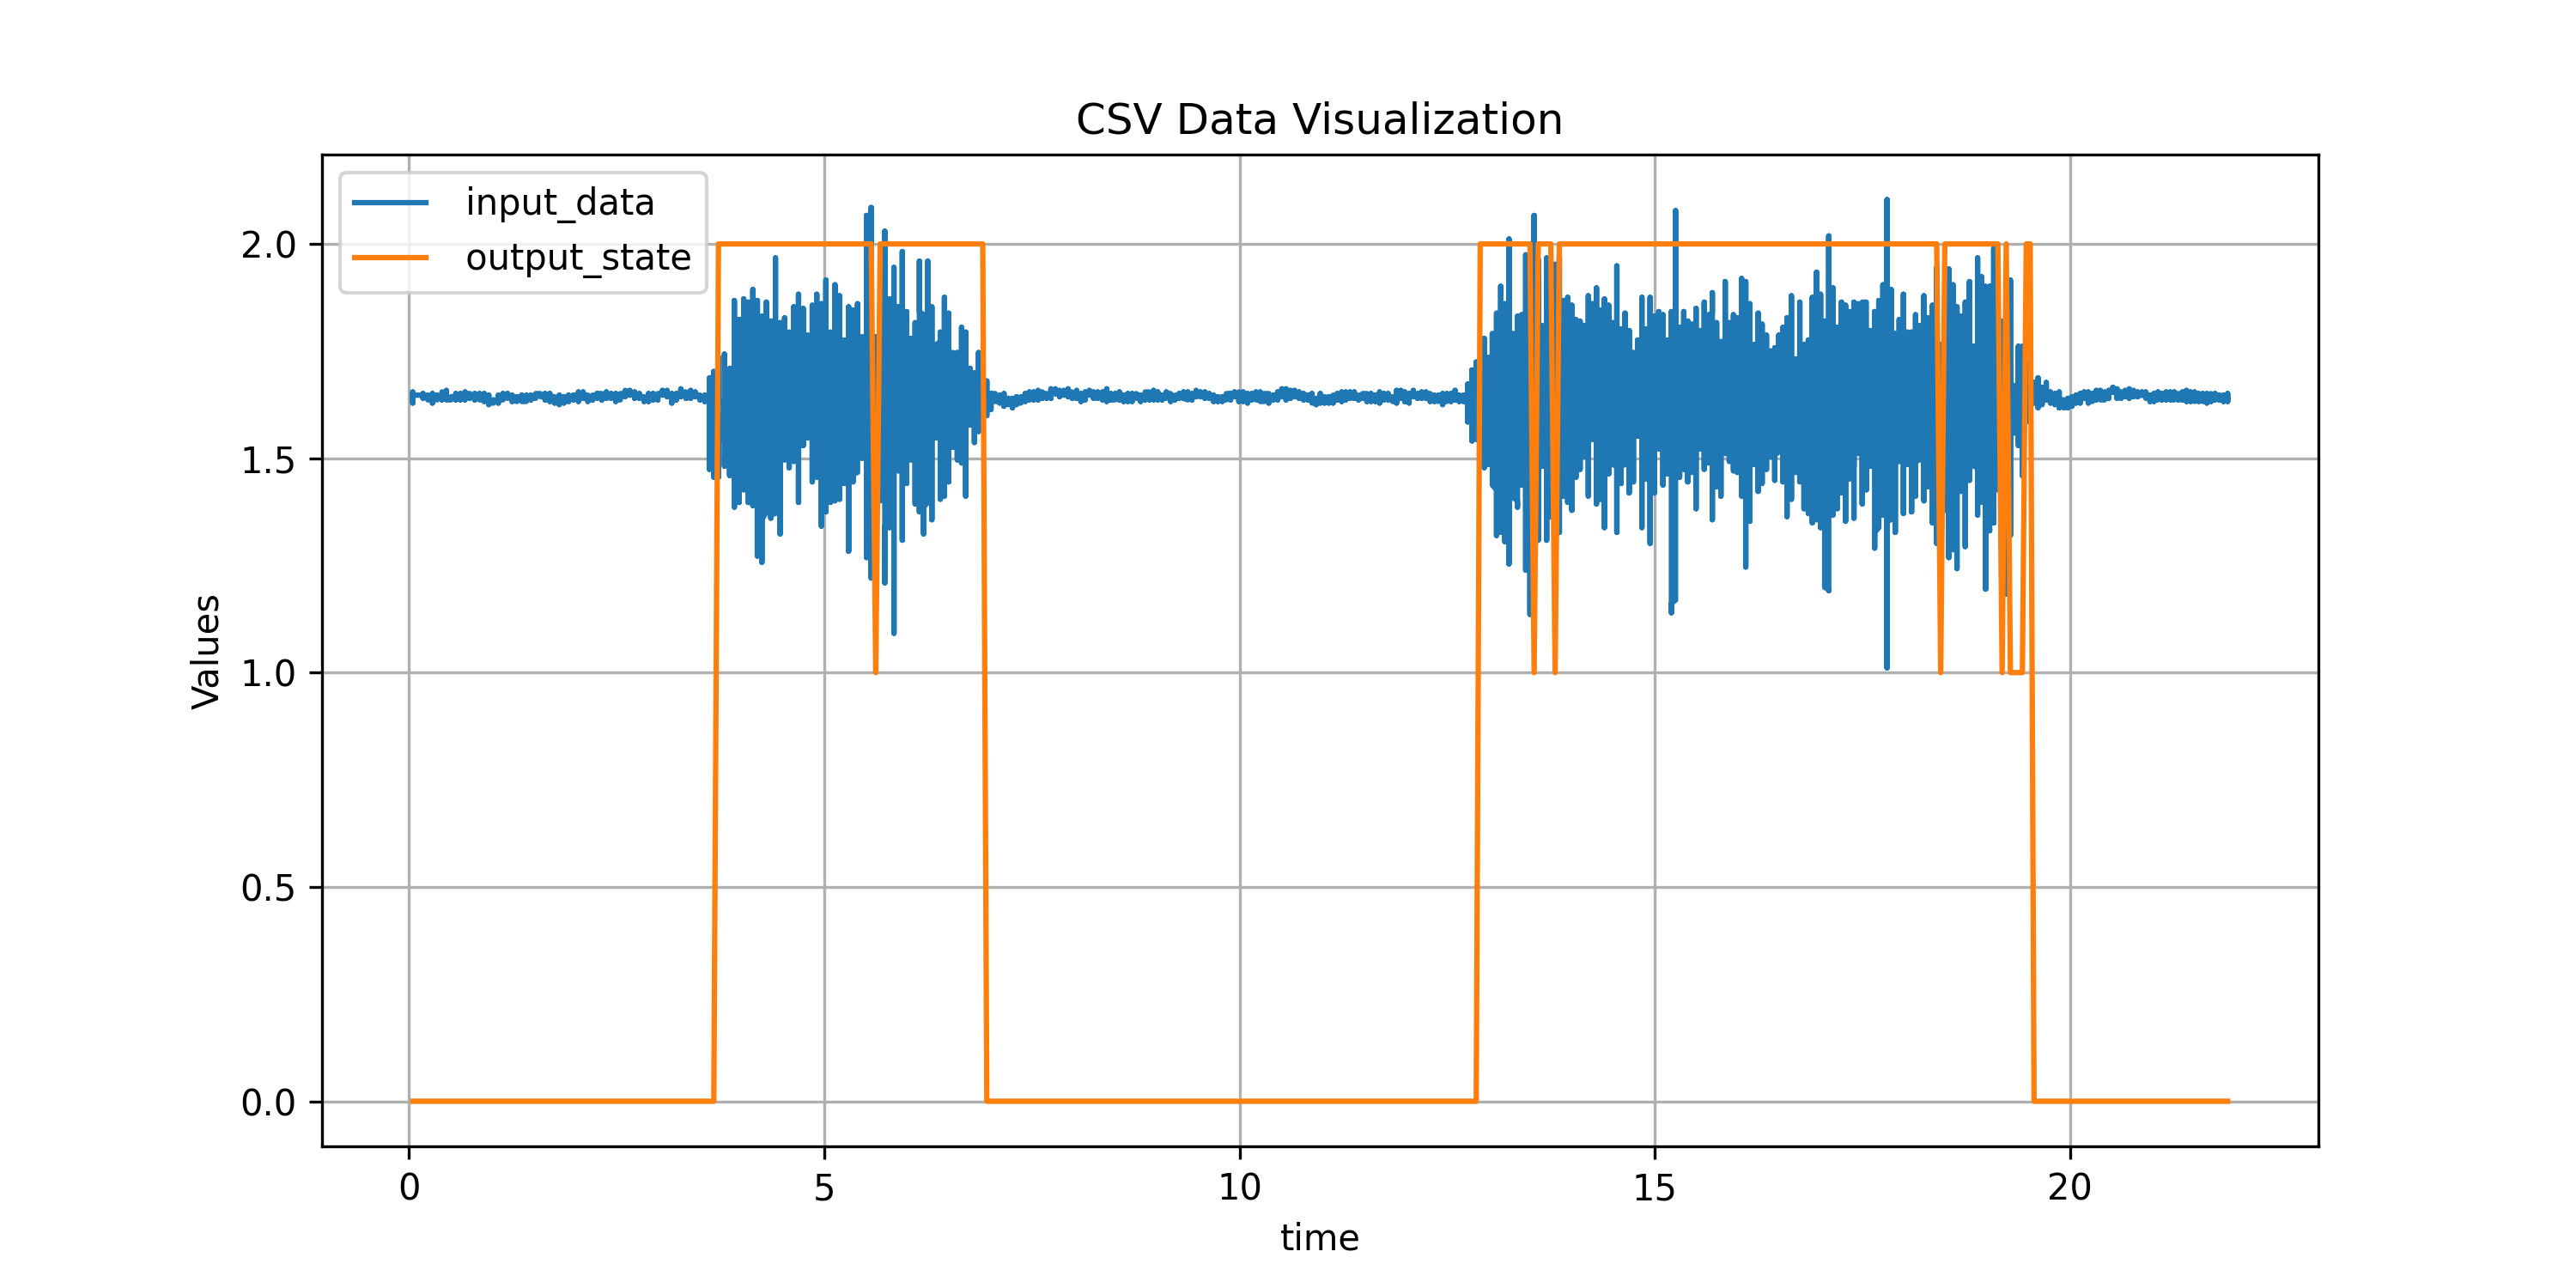 CSV Data Visualization
input_data
output_state
2.0
1.5
1.0
0.5
0.0
Values
0 5 10 15 20
time